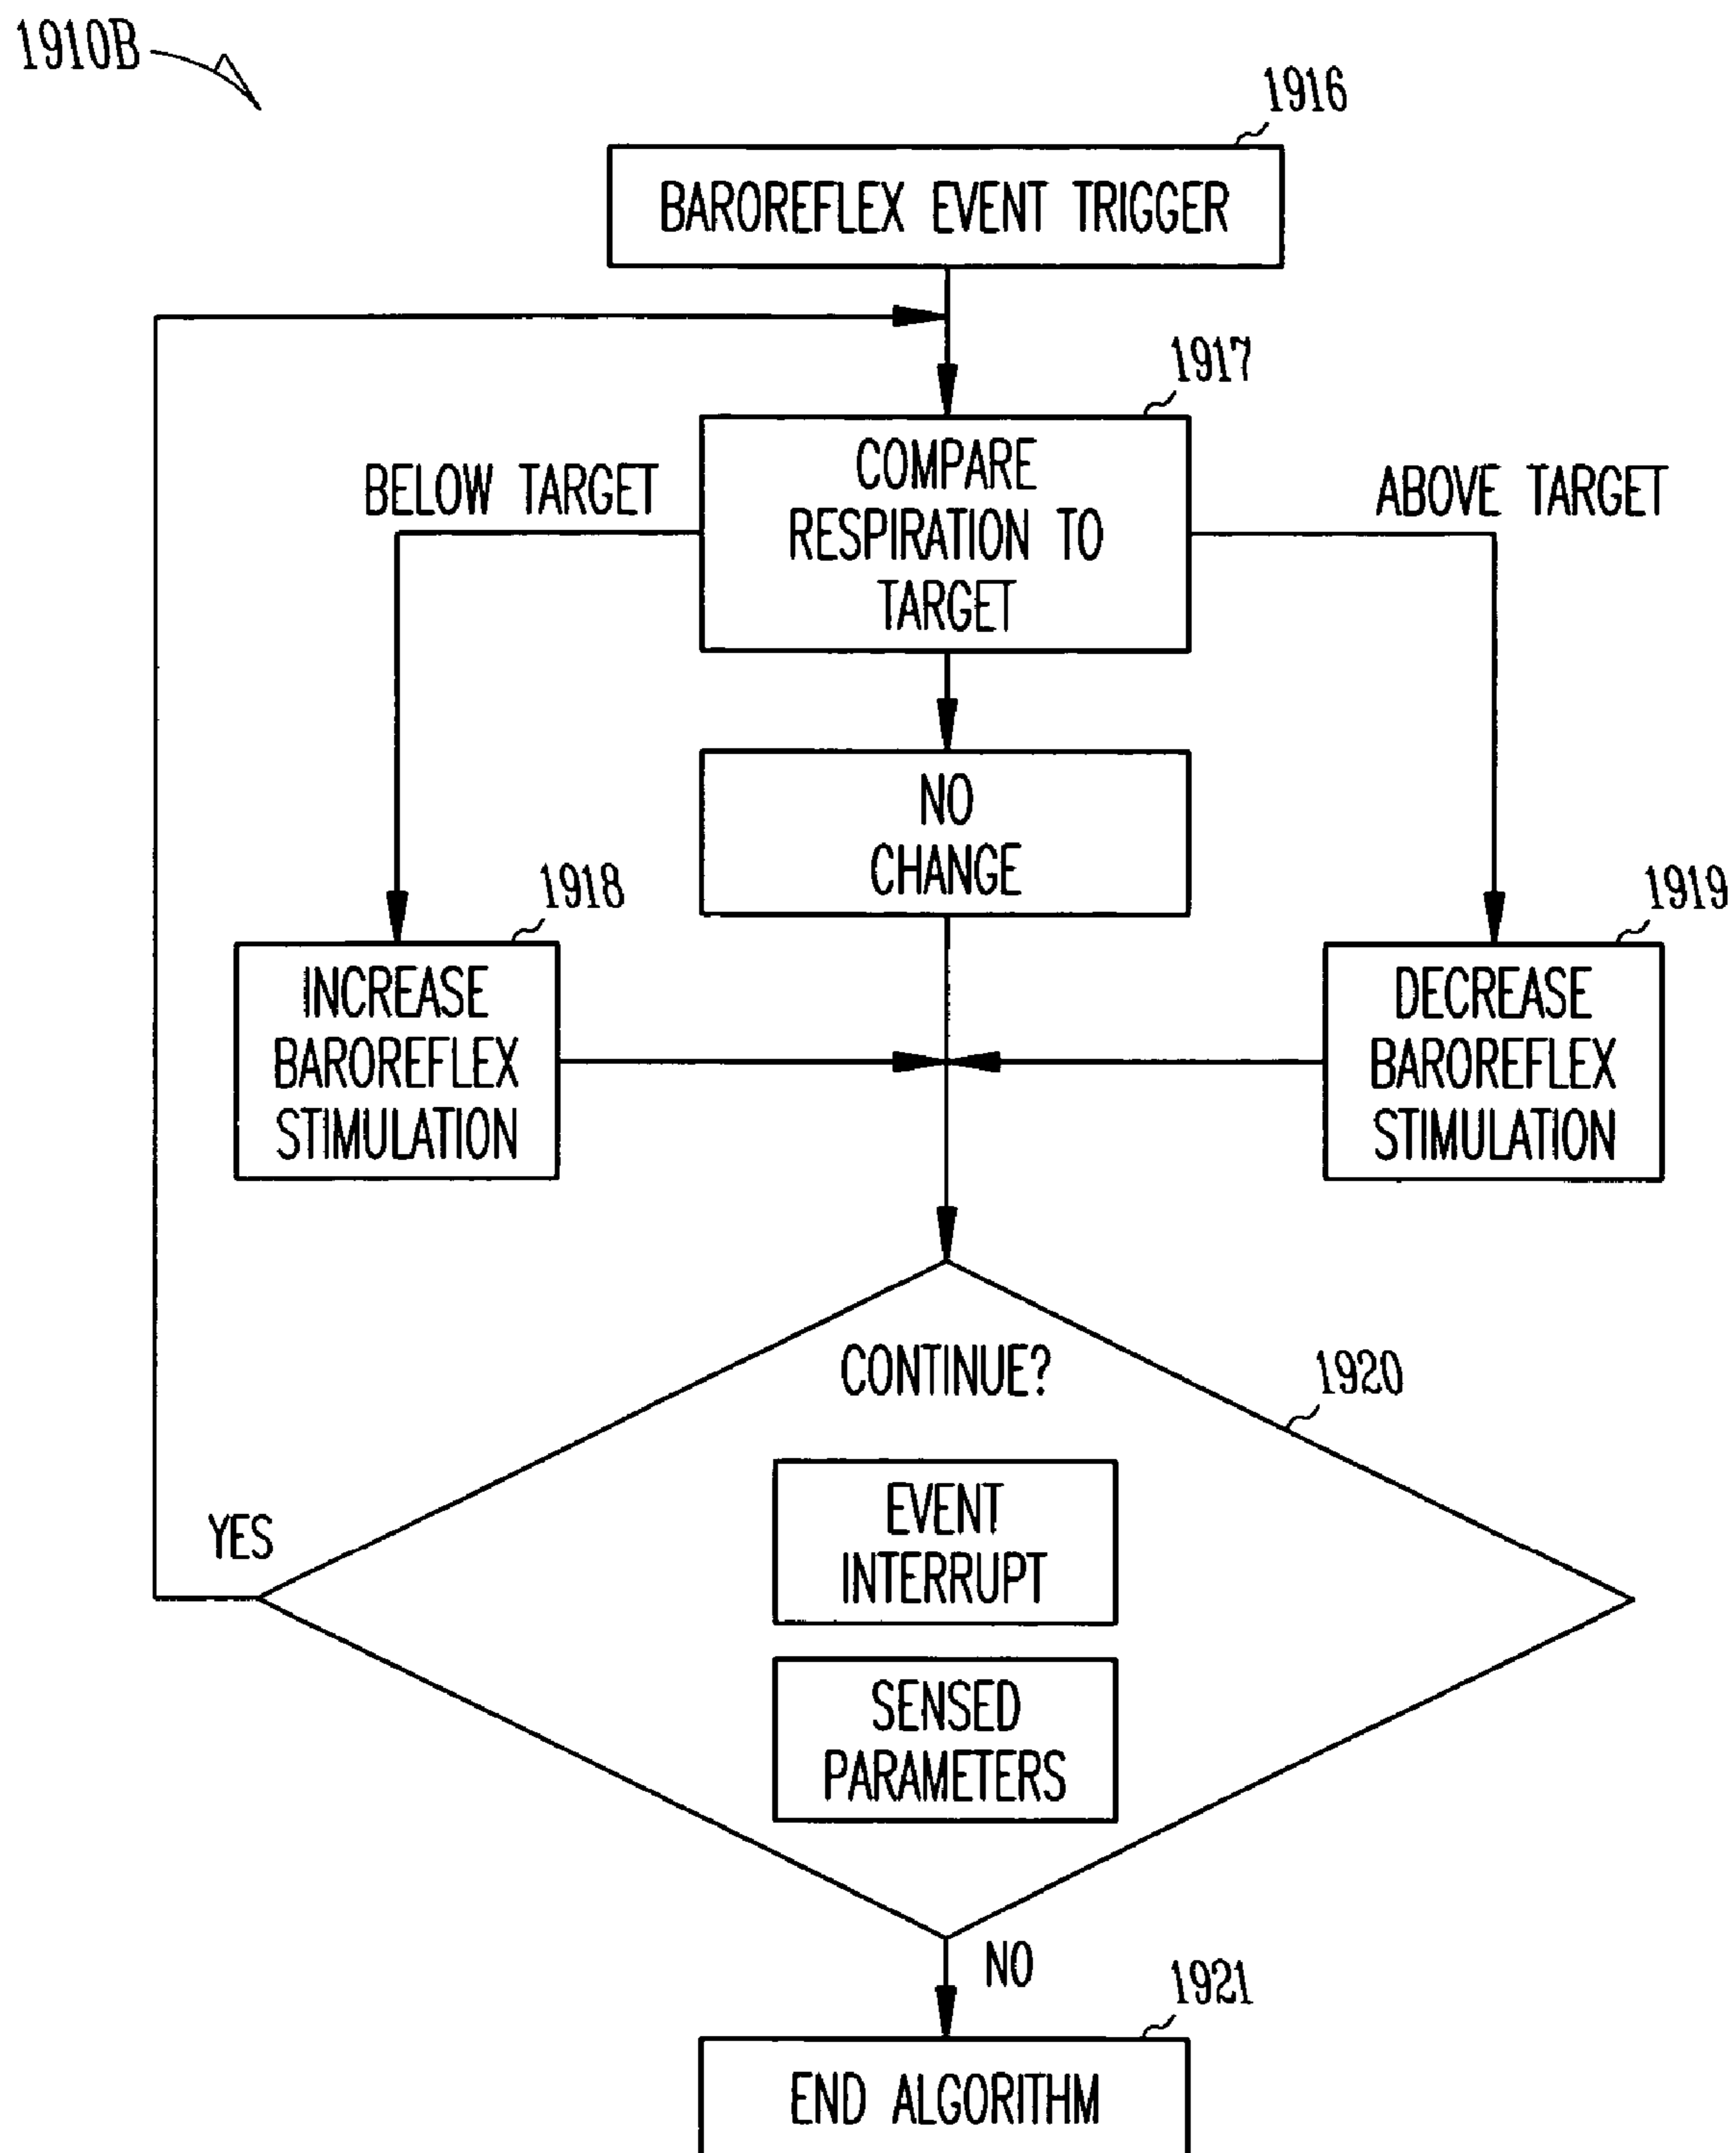 1910B
1916
BAROREFLEX EVENT TRIGGER
1917
COMPARE
RESPIRATION TO
TARGET
BELOW TARGET
ABOVE TARGET
NO
CHANGE
1918
INCREASE
BAROREFLEX
STIMULATION
1919
DECREASE
BAROREFLEX
STIMULATION
CONTINUE?
1920
EVENT
INTERRUPT
YES
SENSED
PARAMETERS
NO
1921
END ALGORITHM